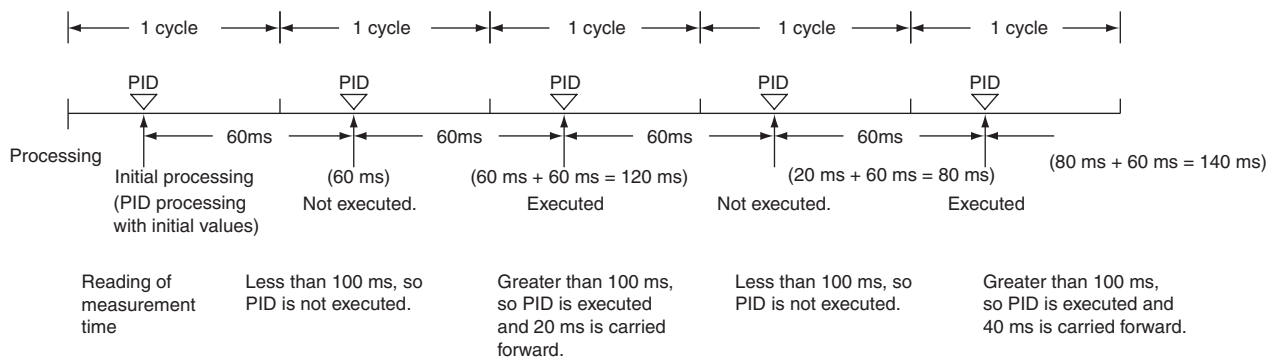 1 cycle 1 cycle 1 cycle 1 cycle 1 cycle
PID PID PID PID PID
60ms 60ms 60ms 60ms
Processing
Initial processing
(PID processing
with initial values)
(60 ms)
Not executed.
(60 ms + 60 ms = 120 ms)
Executed
(20 ms + 60 ms = 80 ms)
Not executed.
(80 ms + 60 ms = 140 ms)
Executed
Reading of
measurement
time
Less than 100 ms, so
PID is not executed.
Greater than 100 ms,
so PID is executed
and 20 ms is carried
forward.
Less than 100 ms, so
PID is not executed.
Greater than 100 ms,
so PID is executed and
40 ms is carried forward.